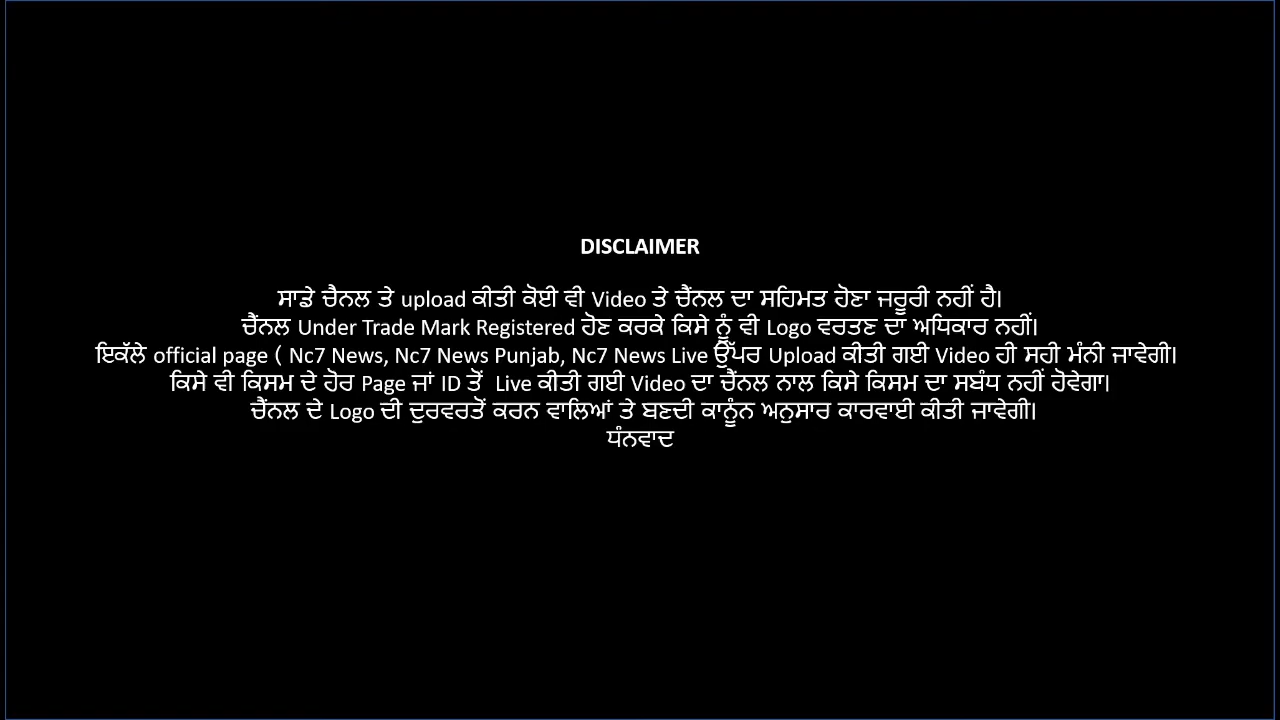 DISCLAIMER
ਸਾਡੇ ਚੈਨਲ ਤੇ upload ਕੀਤੀ ਕੋਈ ਵੀ Video ਤੇ ਚੈਂਨਲ ਦਾ ਸਹਿਮਤ ਹੋਣਾ ਜਰੂਰੀ ਨਹੀਂ ਹੈ।
ਚੈਂਨਲ Under Trade Mark Registered ਹੋਣ ਕਰਕੇ ਕਿਸੇ ਨੂੰ ਵੀ Logo ਵਰਤਣ ਦਾ ਅਧਿਕਾਰ ਨਹੀਂ।
ਇਕੱਲੇ official page ( Nc7 News, Nc7 News Punjab, Nc7 News Live ਉੱਪਰ Upload ਕੀਤੀ ਗਈ Video ਹੀ ਸਹੀ ਮੰਨੀ ਜਾਵੇਗੀ।
ਕਿਸੇ ਵੀ ਕਿਸਮ ਦੇ ਹੋਰ Page ਜਾਂ ID ਤੋਂ Live ਕੀਤੀ ਗਈ Video ਦਾ ਚੈਂਨਲ ਨਾਲ ਕਿਸੇ ਕਿਸਮ ਦਾ ਸਬੰਧ ਨਹੀਂ ਹੋਵੇਗਾ।
ਚੈਂਨਲ ਦੇ Logo ਦੀ ਦੁਰਵਰਤੋਂ ਕਰਨ ਵਾਲਿਆਂ ਤੇ ਬਣਦੀ ਕਾਨੂੰਨ ਅਨੁਸਾਰ ਕਾਰਵਾਈ ਕੀਤੀ ਜਾਵੇਗੀ।
ਧੰਨਵਾਦ